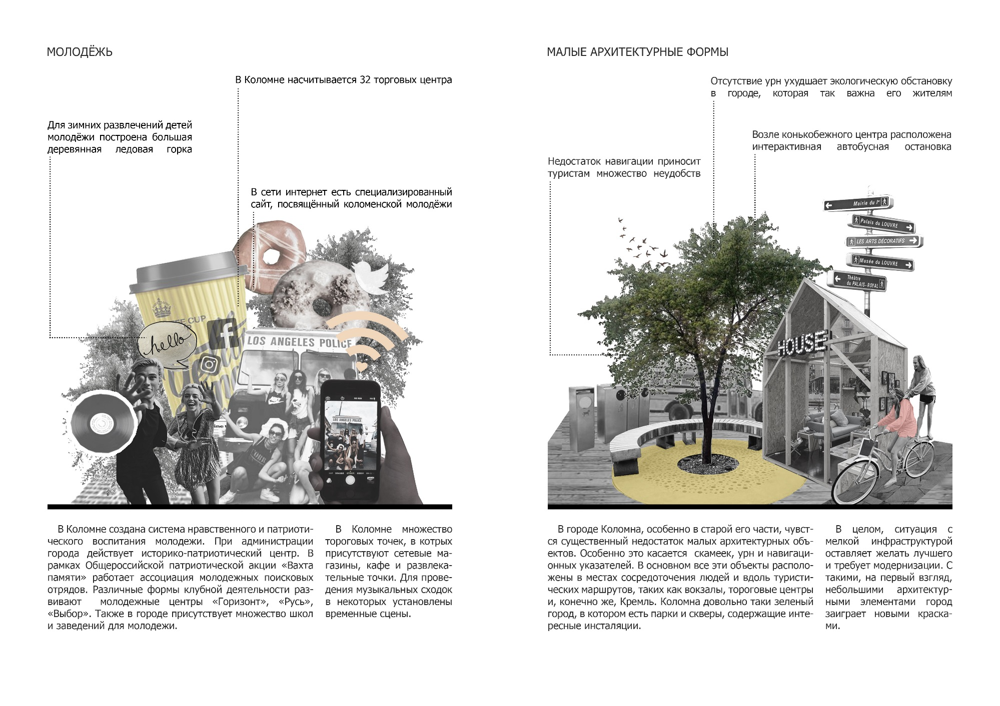 МОЛОДЁЖЬ
В Коломне насчитывается 32 торговых центра
Для зимних развлечений детей
молодёжи построена большая
деревянная ледовая горка
В сети интернет есть специализированный
сайт, посвящённый коломенской молодёжи
CUP
hello
f
LOS ANGELES POLICE
LOS ANGELES POLICE
В Коломне создана система нравственного и патриоти-
ческого воспитания молодежи. При администрации
города действует историко-патриотический центр. В
рамках Общероссийской патриотической акции «Вахта
памяти» работает ассоциация молодежных поисковых
отрядов. Различные формы клубной деятельности раз-
вивают молодежные центры «Горизонт», «Русь»,
«Выбор». Также в городе присутствует множество школ
и заведений для молодежи.
В Коломне множество
тороговых точек, в котрых
присутствуют сетевые ма-
газины, кафе и развлека-
тельные точки. Для прове-
дения музыкальных сходок
в некоторых установлены
временные сцены.
МАЛЫЕ АРХИТЕКТУРНЫЕ ФОРМЫ
Отсутствие урн ухудшает экологическую обстановку
в городе, которая так важна его жителям
Возле конькобежного центра расположена
интерактивная автобусная остановка
Недостаток навигации приносит
туристам множество неудобств
Mairie du 1er
Palais du LOUVRE
LES ARTS DÉCORATIFS
Musée du LOUVRE
Théâtre
du PALAIS-ROYAL
HOUSE
В городе Коломна, особенно в старой его части, чувст-
ся существенный недостаток малых архитектурных объ-
ектов. Особенно это касается скамеек, урн и навигаци-
онных указателей. В основном все эти объекты располо-
жены в местах сосредоточения людей и вдоль туристи-
ческих маршрутов, таких как вокзалы, тороговые центры
и, конечно же, Кремль. Коломна довольно таки зеленый
город, в котором есть парки и скверы, содержащие инте-
ресные инсталяции.
В целом, ситуация с
мелкой инфраструктурой
оставляет желать лучшего
и требует модернизации. С
такими, на первый взгляд,
небольшими архитектур-
ными элементами город
заиграет новыми краска-
ми.